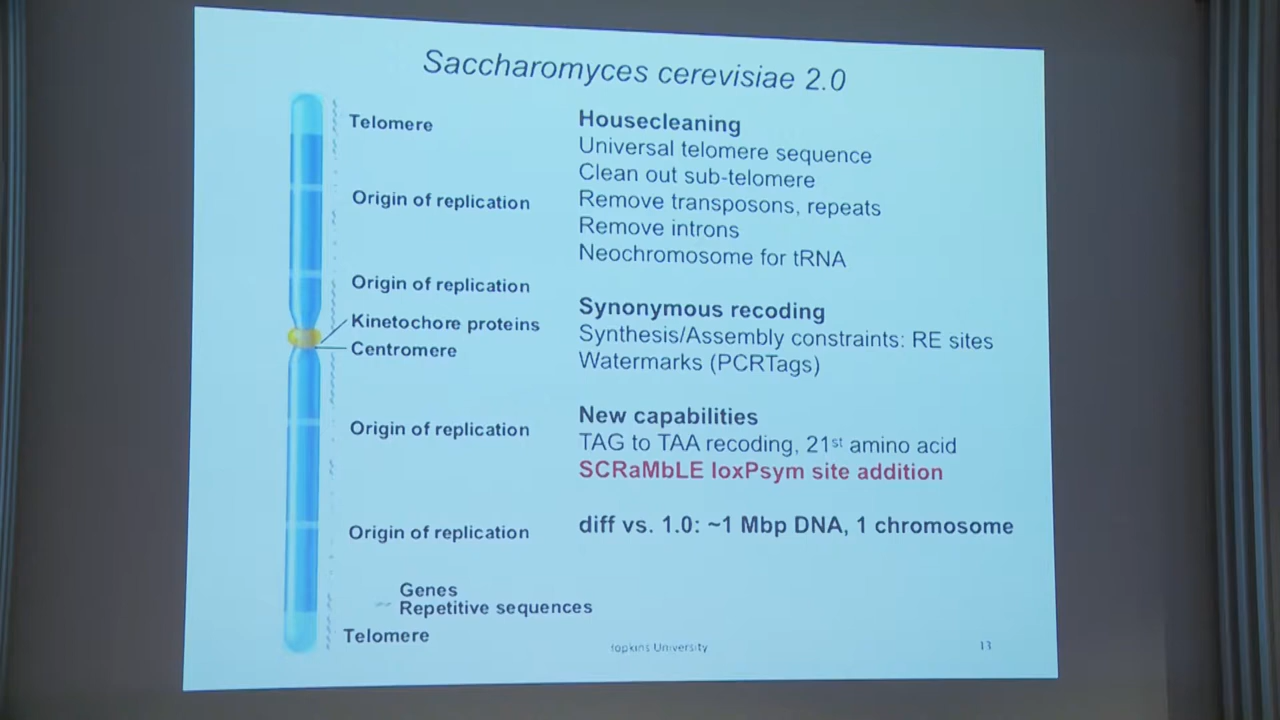 Saccharomyces cerevisiae 2.0
Telomere
Origin of replication
Origin of replication
Kinetochore proteins
Centromere
Origin of replication
Origin of replication
Genes
Repetitive sequences
Telomere
Housecleaning
Universal telomere sequence
Clean out sub-telomere
Remove transposons, repeats
Remove introns
Neochromosome for tRNA
Synonymous recoding
Synthesis/Assembly constraints: RE sites
Watermarks (PCRTags)
New capabilities
TAG to TAA recoding, 21st amino acid
SCRaMbLE loxPsym site addition
diff vs. 1.0: ~1 Mbp DNA, 1 chromosome
University
13